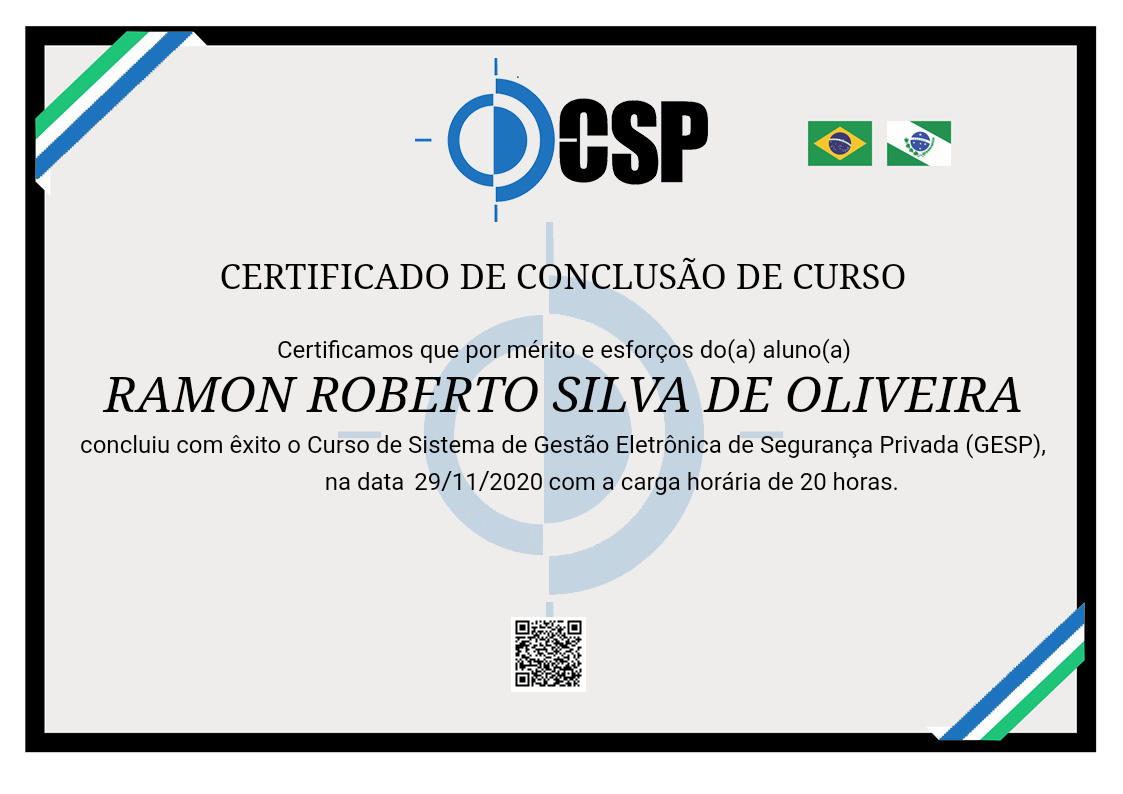 CSP
CERTIFICADO DE CONCLUSÃO DE CURSO
Certificamos que por mérito e esforços do(a) aluno(a)
RAMON ROBERTO SILVA DE OLIVEIRA
concluiu com êxito o Curso de Sistema de Gestão Eletrônica de Segurança Privada (GESP),
na data 29/11/2020 com a carga horária de 20 horas.